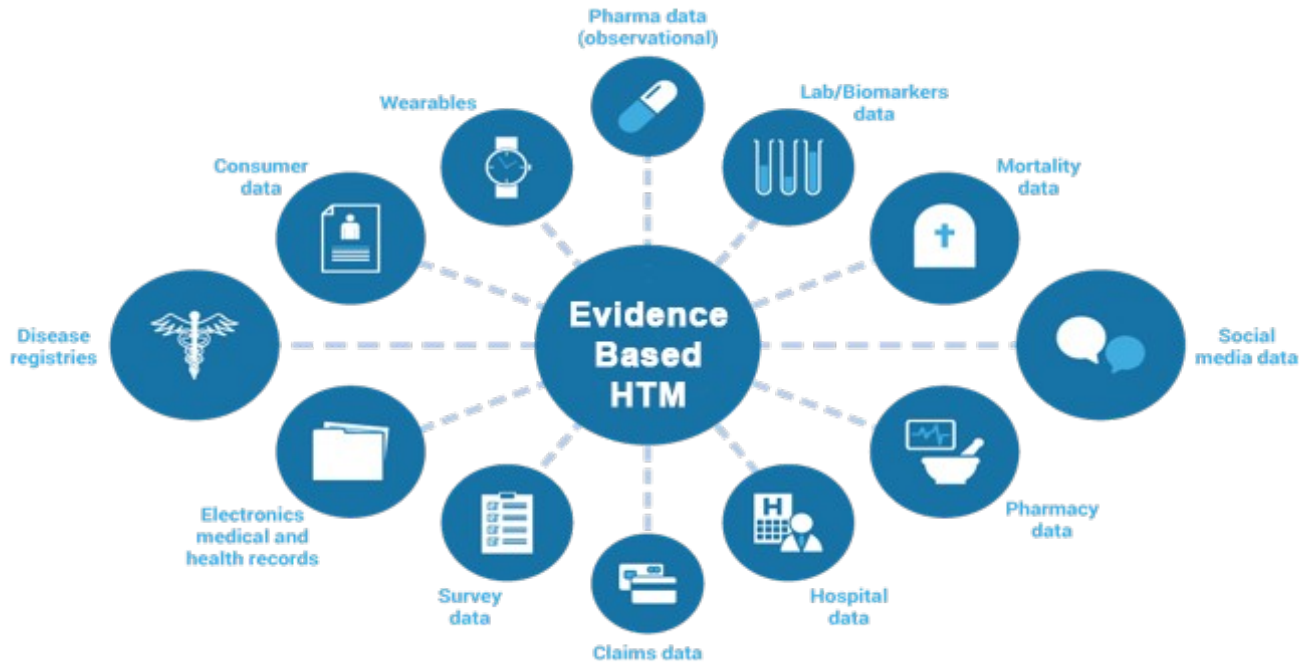 Pharma data
(observational)
Wearables
Lab/Biomarkers
data
Consumer
data
Mortality
data
Evidence
Based
HTM
Disease
registries
Social
media data
Electronics
medical and
health records
Pharmacy
data
Survey
data
Hospital
data
Claims data
H